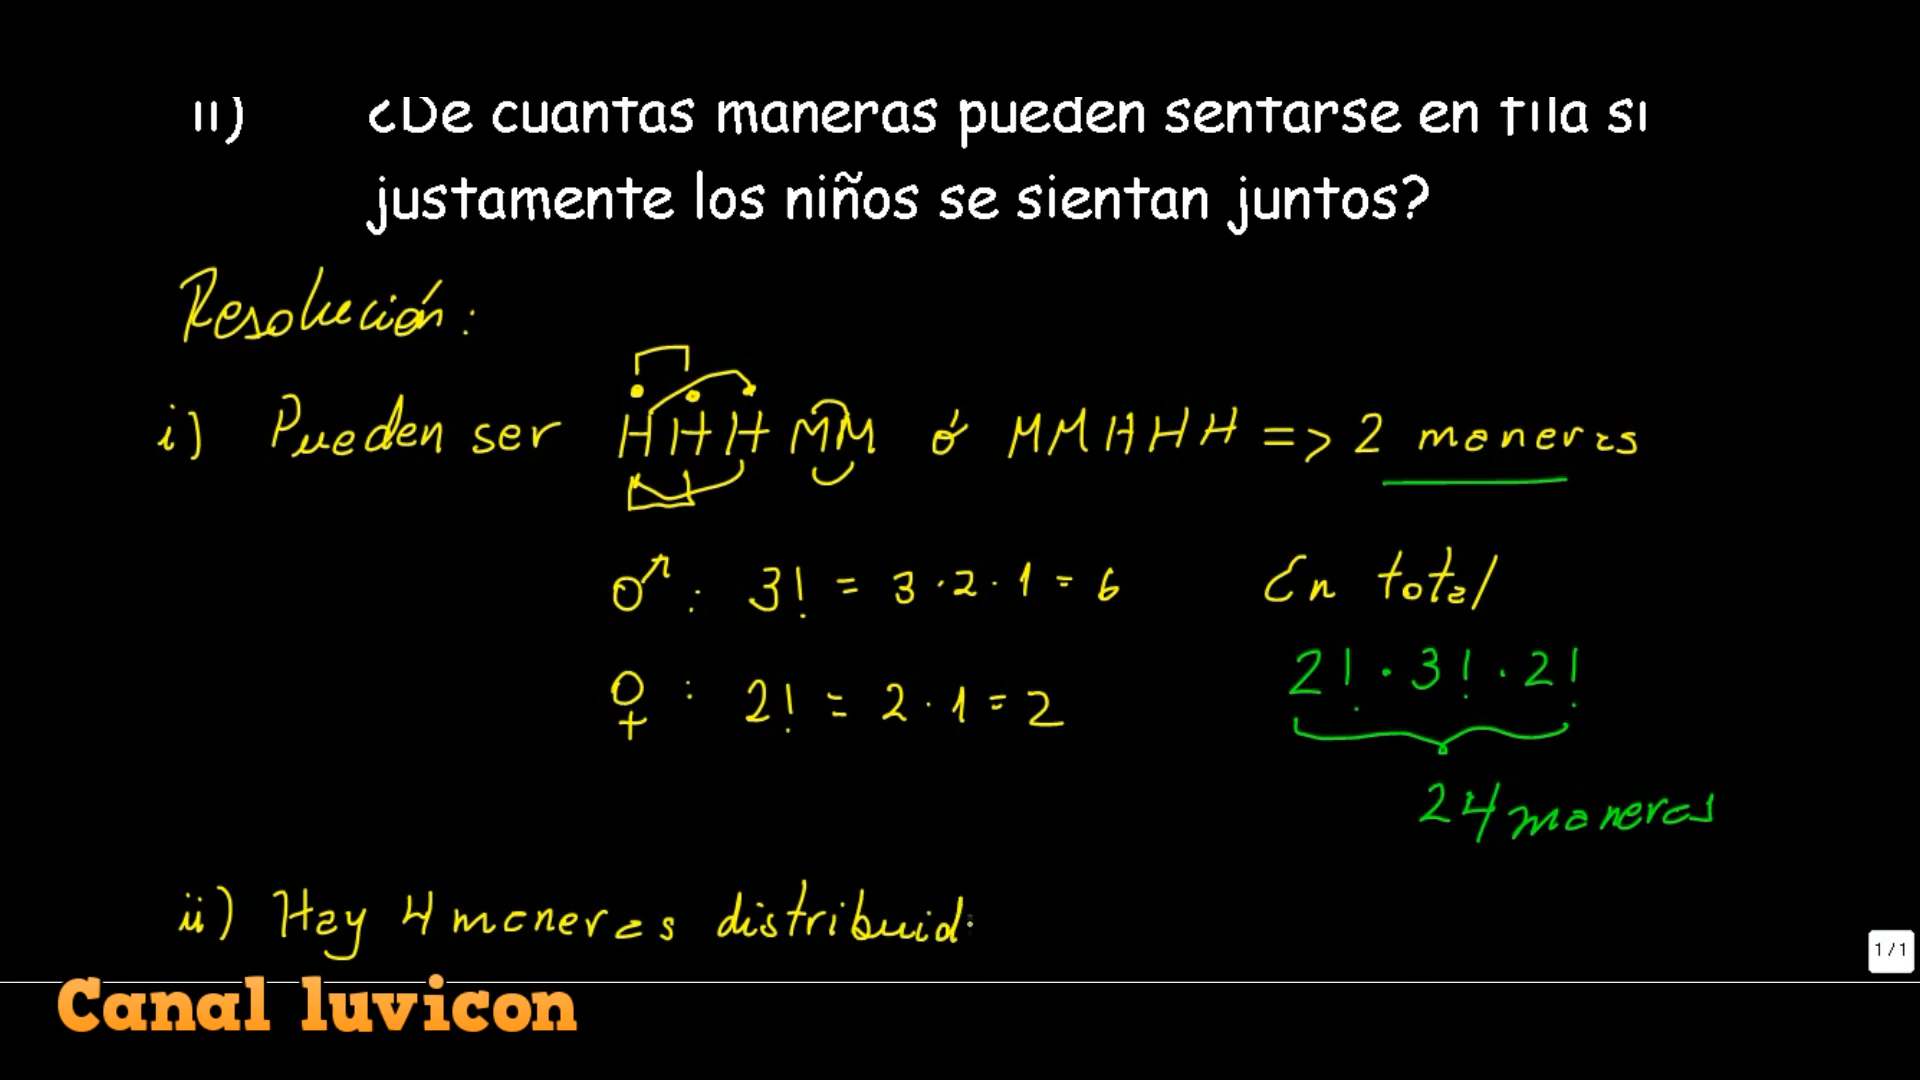 ii) ¿De cuantas maneras pueden sentarse en fila si
justamente los niños se sientan juntos?
Resolución:
i) Pueden ser HHH MM ó MMHHH => 2 maneras
♂ : 3! = 3·2·1 = 6
En total
♀ : 2! = 2·1 = 2
2!·3!·2!
24 maneras
ii) Hay 4 maneras distribuid
1/1
Canal luvicon